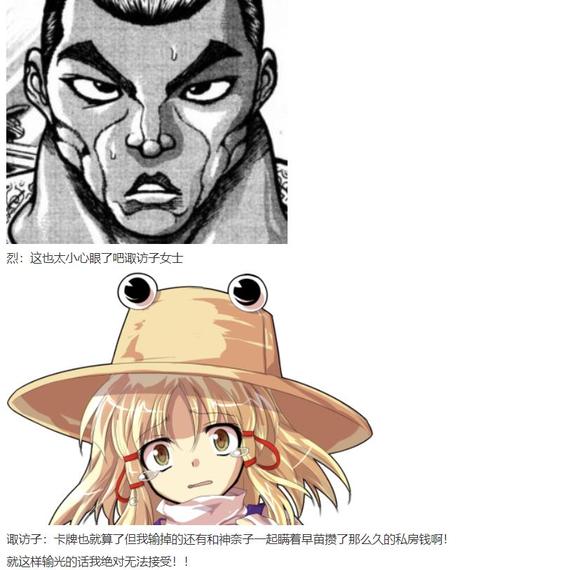 烈：这也太小心眼了吧诹访子女士
诹访子：卡牌也就算了但我输掉的还有和神奈子一起瞒着早苗攒了那么久的私房钱啊！
就这样输光的话我绝对无法接受！！